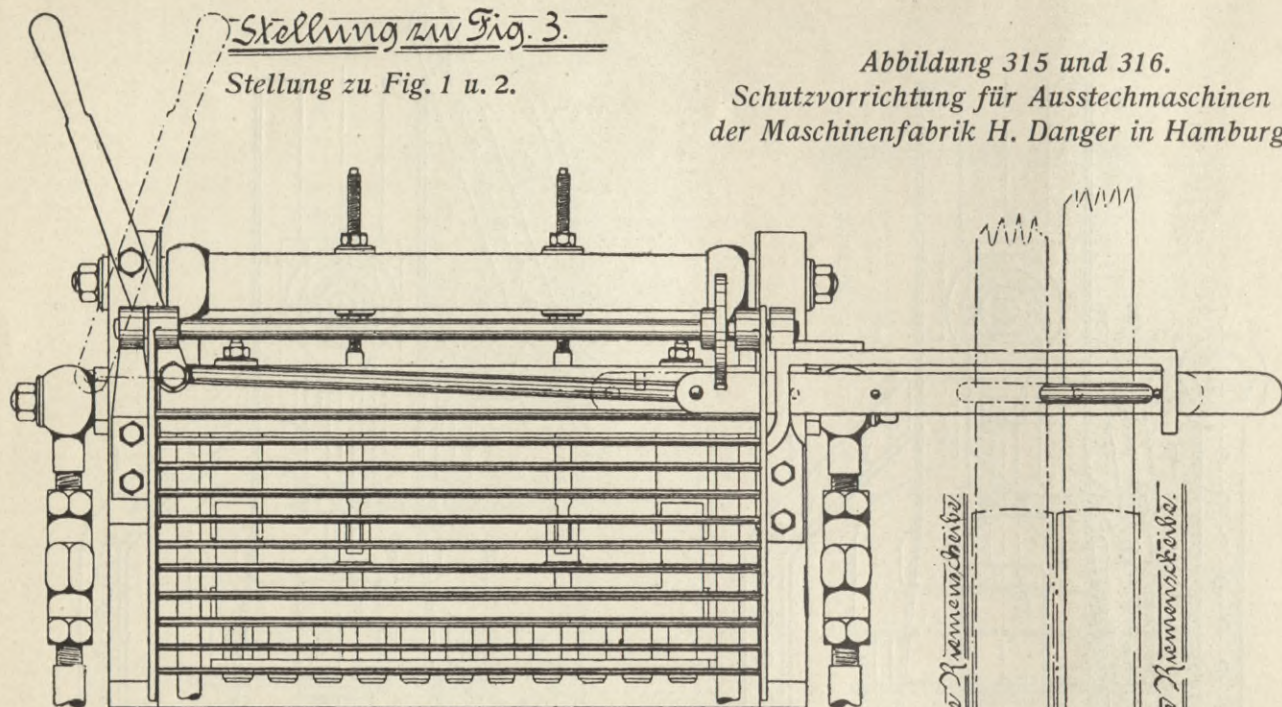 Stellung zu Fig. 3.
Stellung zu Fig. 1 u. 2.
Abbildung 315 und 316.
Schutzvorrichtung für Ausstechmaschinen
der Maschinenfabrik H. Danger in Hamburg
Riemenscheibe.
Riemenscheibe.